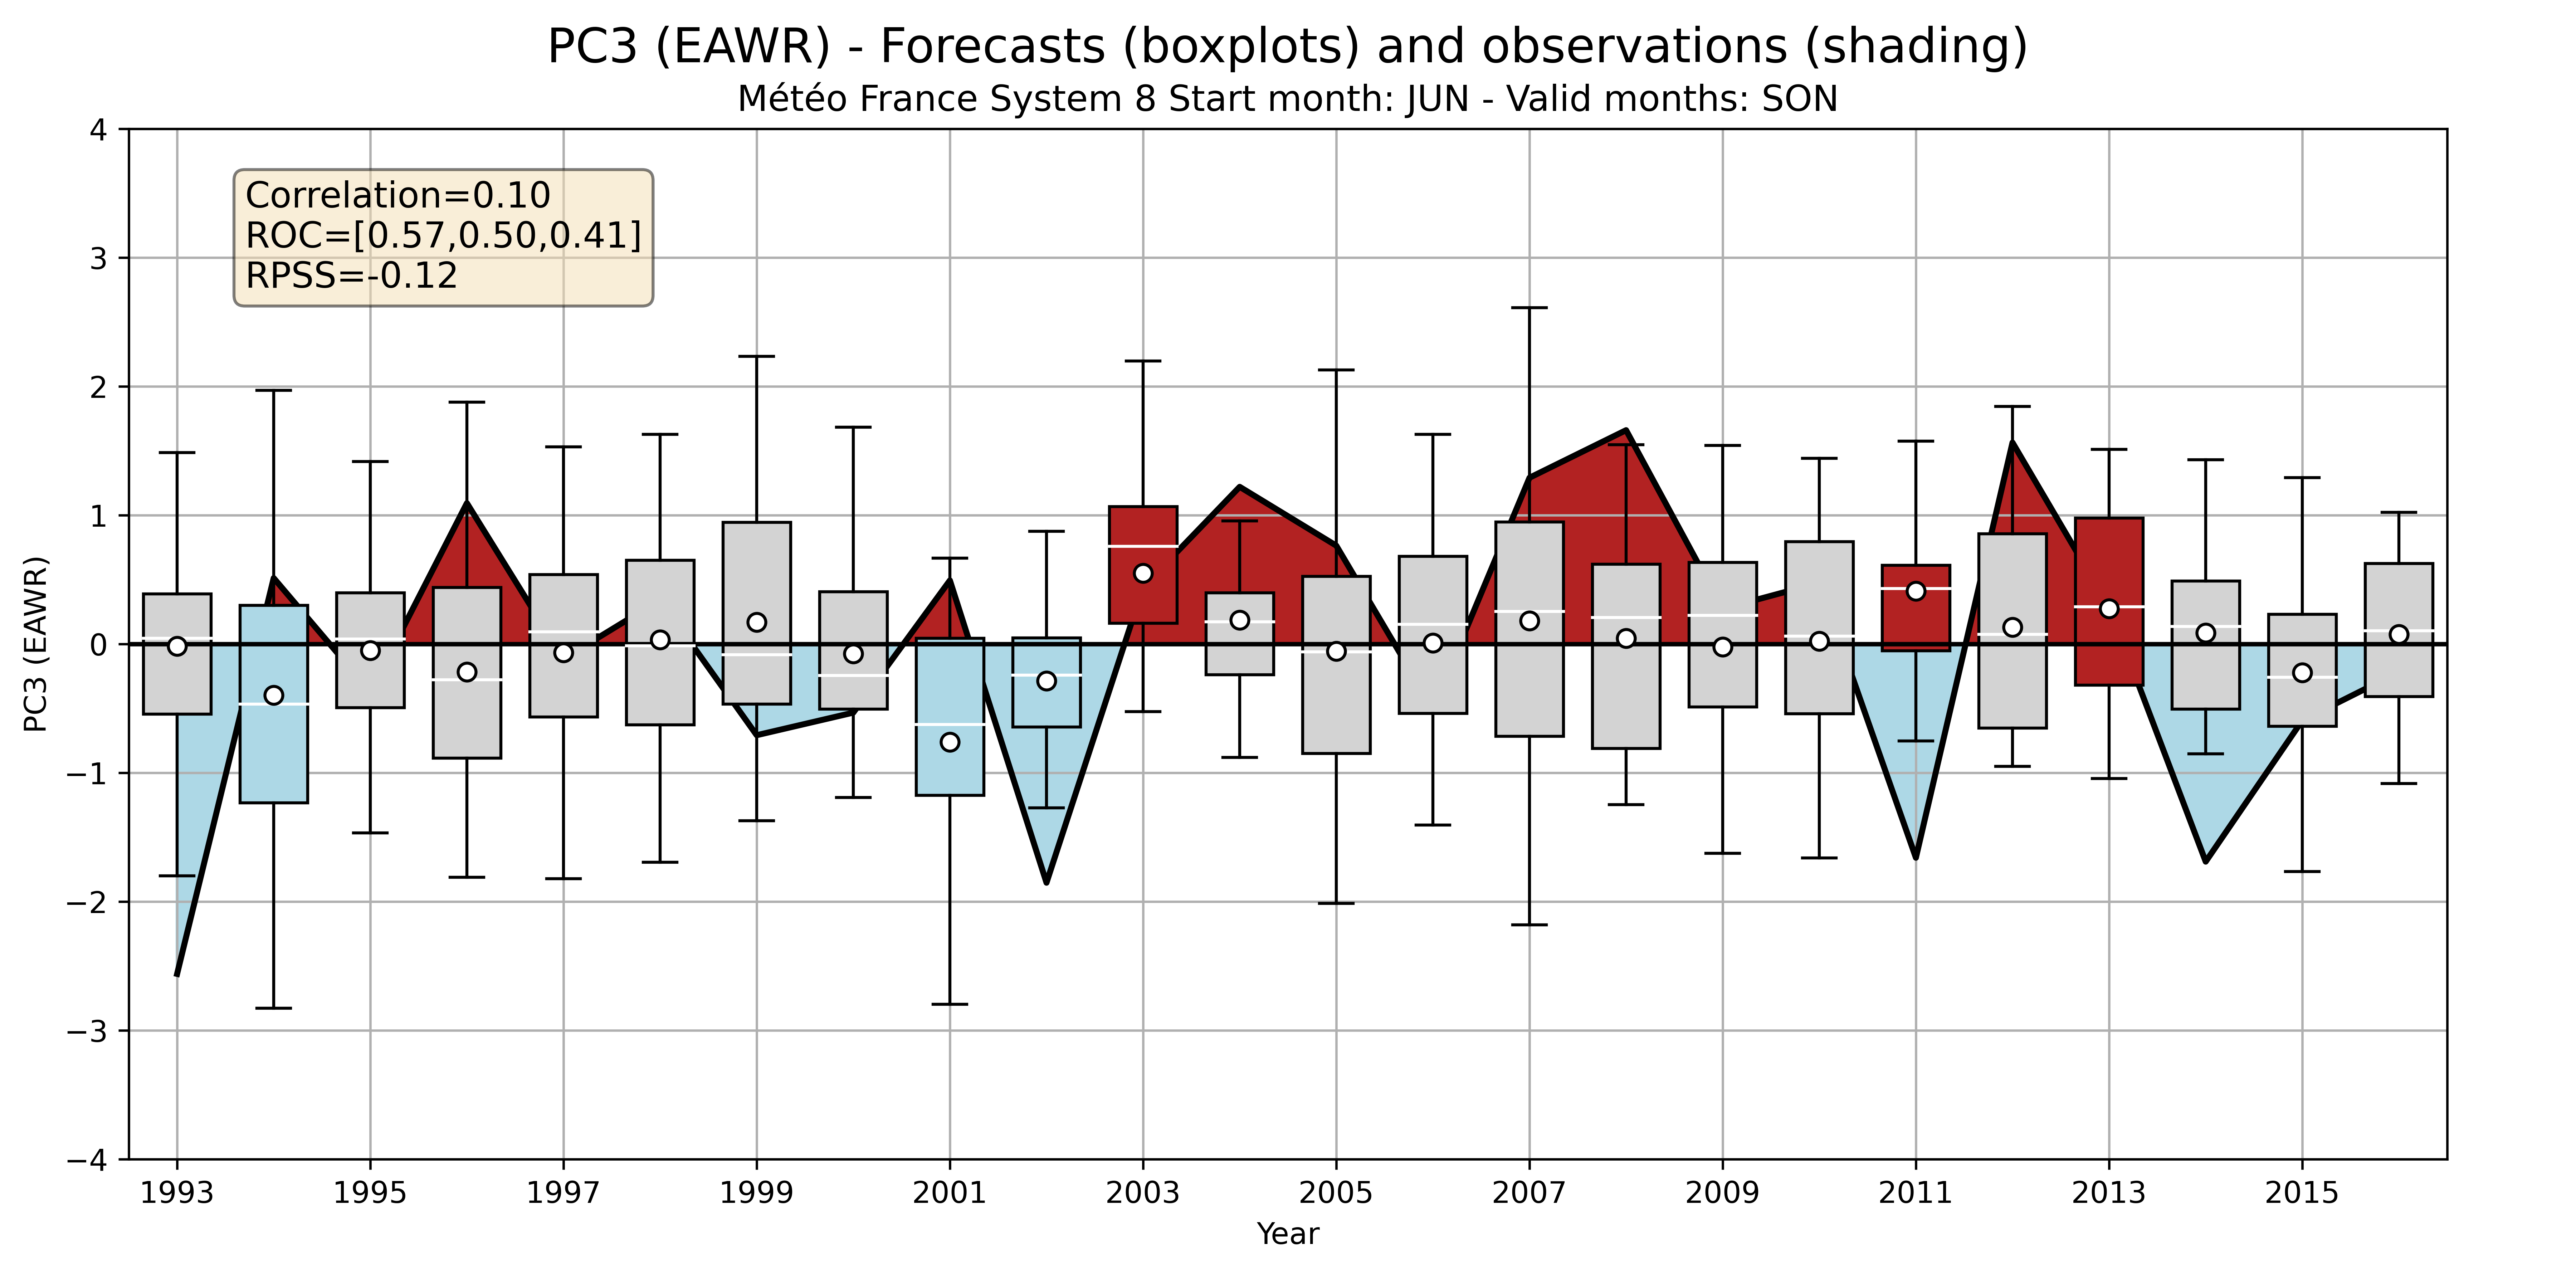 PC3 (EAWR) - Forecasts (boxplots) and observations (shading)
Météo France System 8 Start month: JUN - Valid months: SON
Correlation=0.10
ROC=[0.57,0.50,0.41]
RPSS=-0.12
PC3 (EAWR)
4
3
2
1
0
−1
−2
−3
−4
1993 1995 1997 1999 2001 2003 2005 2007 2009 2011 2013 2015
Year